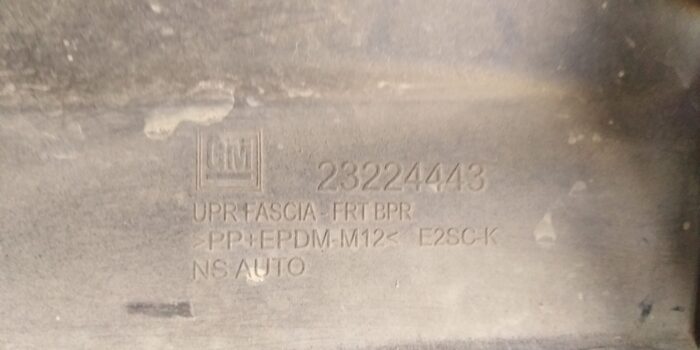 GM 23224443
UPR FASCIA - FRT BPR
>PP+EPDM-M12< E2SC-K
NS AUTO